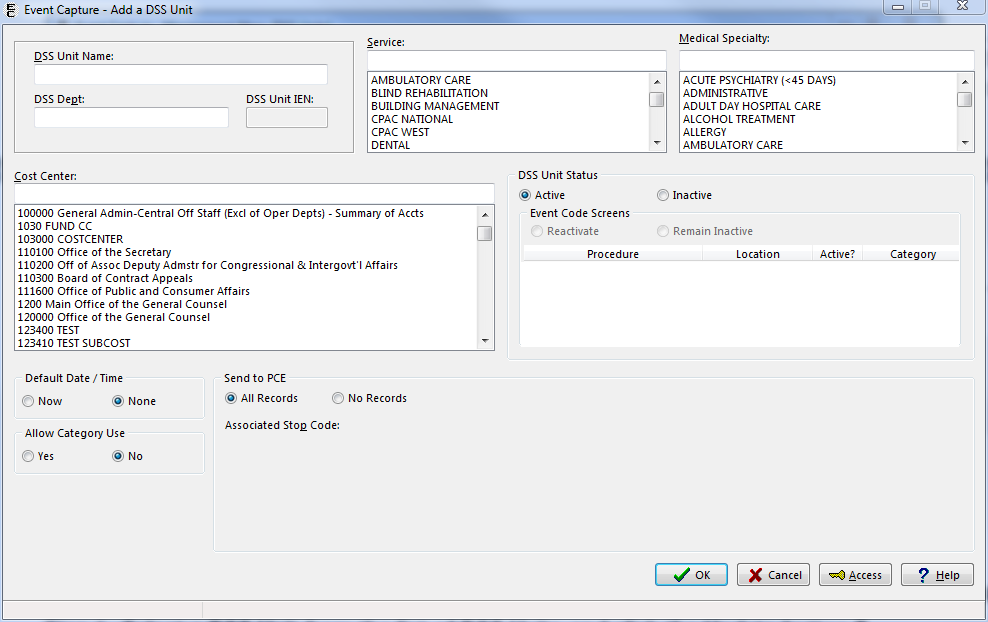 Event Capture - Add a DSS Unit
DSS Unit Name:
DSS Dept:
DSS Unit IEN:
Service:
AMBULATORY CARE
BLIND REHABILITATION
BUILDING MANAGEMENT
CPAC NATIONAL
CPAC WEST
DENTAL
Medical Specialty:
ACUTE PSYCHIATRY (<45 DAYS)
ADMINISTRATIVE
ADULT DAY HOSPITAL CARE
ALCOHOL TREATMENT
ALLERGY
AMBULATORY CARE
Cost Center:
100000 General Admin-Central Off Staff (Excl of Oper Depts) - Summary of Accts
1030 FUND CC
103000 COSTCENTER
110100 Office of the Secretary
110200 Off of Assoc Deputy Admstr for Congressional & Intergovt'l Affairs
110300 Board of Contract Appeals
111600 Office of Public and Consumer Affairs
1200 Main Office of the General Counsel
120000 Office of the General Counsel
123400 TEST
123410 TEST SUBCOST
DSS Unit Status
Active Inactive
Event Code Screens
Reactivate Remain Inactive
Procedure Location Active? Category
Default Date / Time
Now None
Allow Category Use
Yes No
Send to PCE
All Records No Records
Associated Stop Code:
OK Cancel Access Help